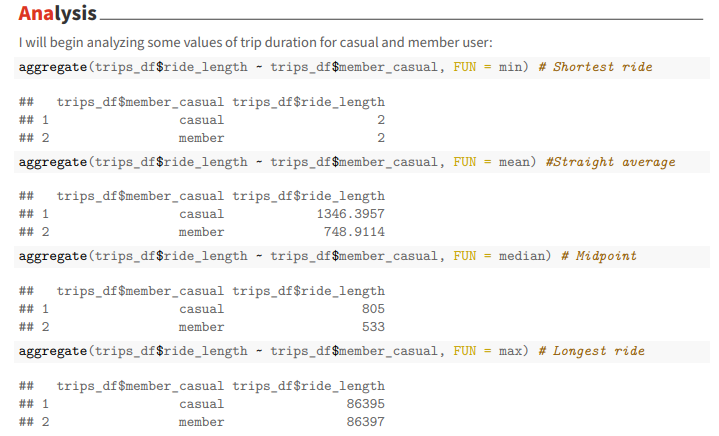 Analysis
I will begin analyzing some values of trip duration for casual and member user:
aggregate(trips_df$ride_length ~ trips_df$member_casual, FUN = min) # Shortest ride
##   trips_df$member_casual trips_df$ride_length
## 1                 casual                    2
## 2                 member                    2
aggregate(trips_df$ride_length ~ trips_df$member_casual, FUN = mean) #Straight average
##   trips_df$member_casual trips_df$ride_length
## 1                 casual            1346.3957
## 2                 member             748.9114
aggregate(trips_df$ride_length ~ trips_df$member_casual, FUN = median) # Midpoint
##   trips_df$member_casual trips_df$ride_length
## 1                 casual                  805
## 2                 member                  533
aggregate(trips_df$ride_length ~ trips_df$member_casual, FUN = max) # Longest ride
##   trips_df$member_casual trips_df$ride_length
## 1                 casual                86395
## 2                 member                86397